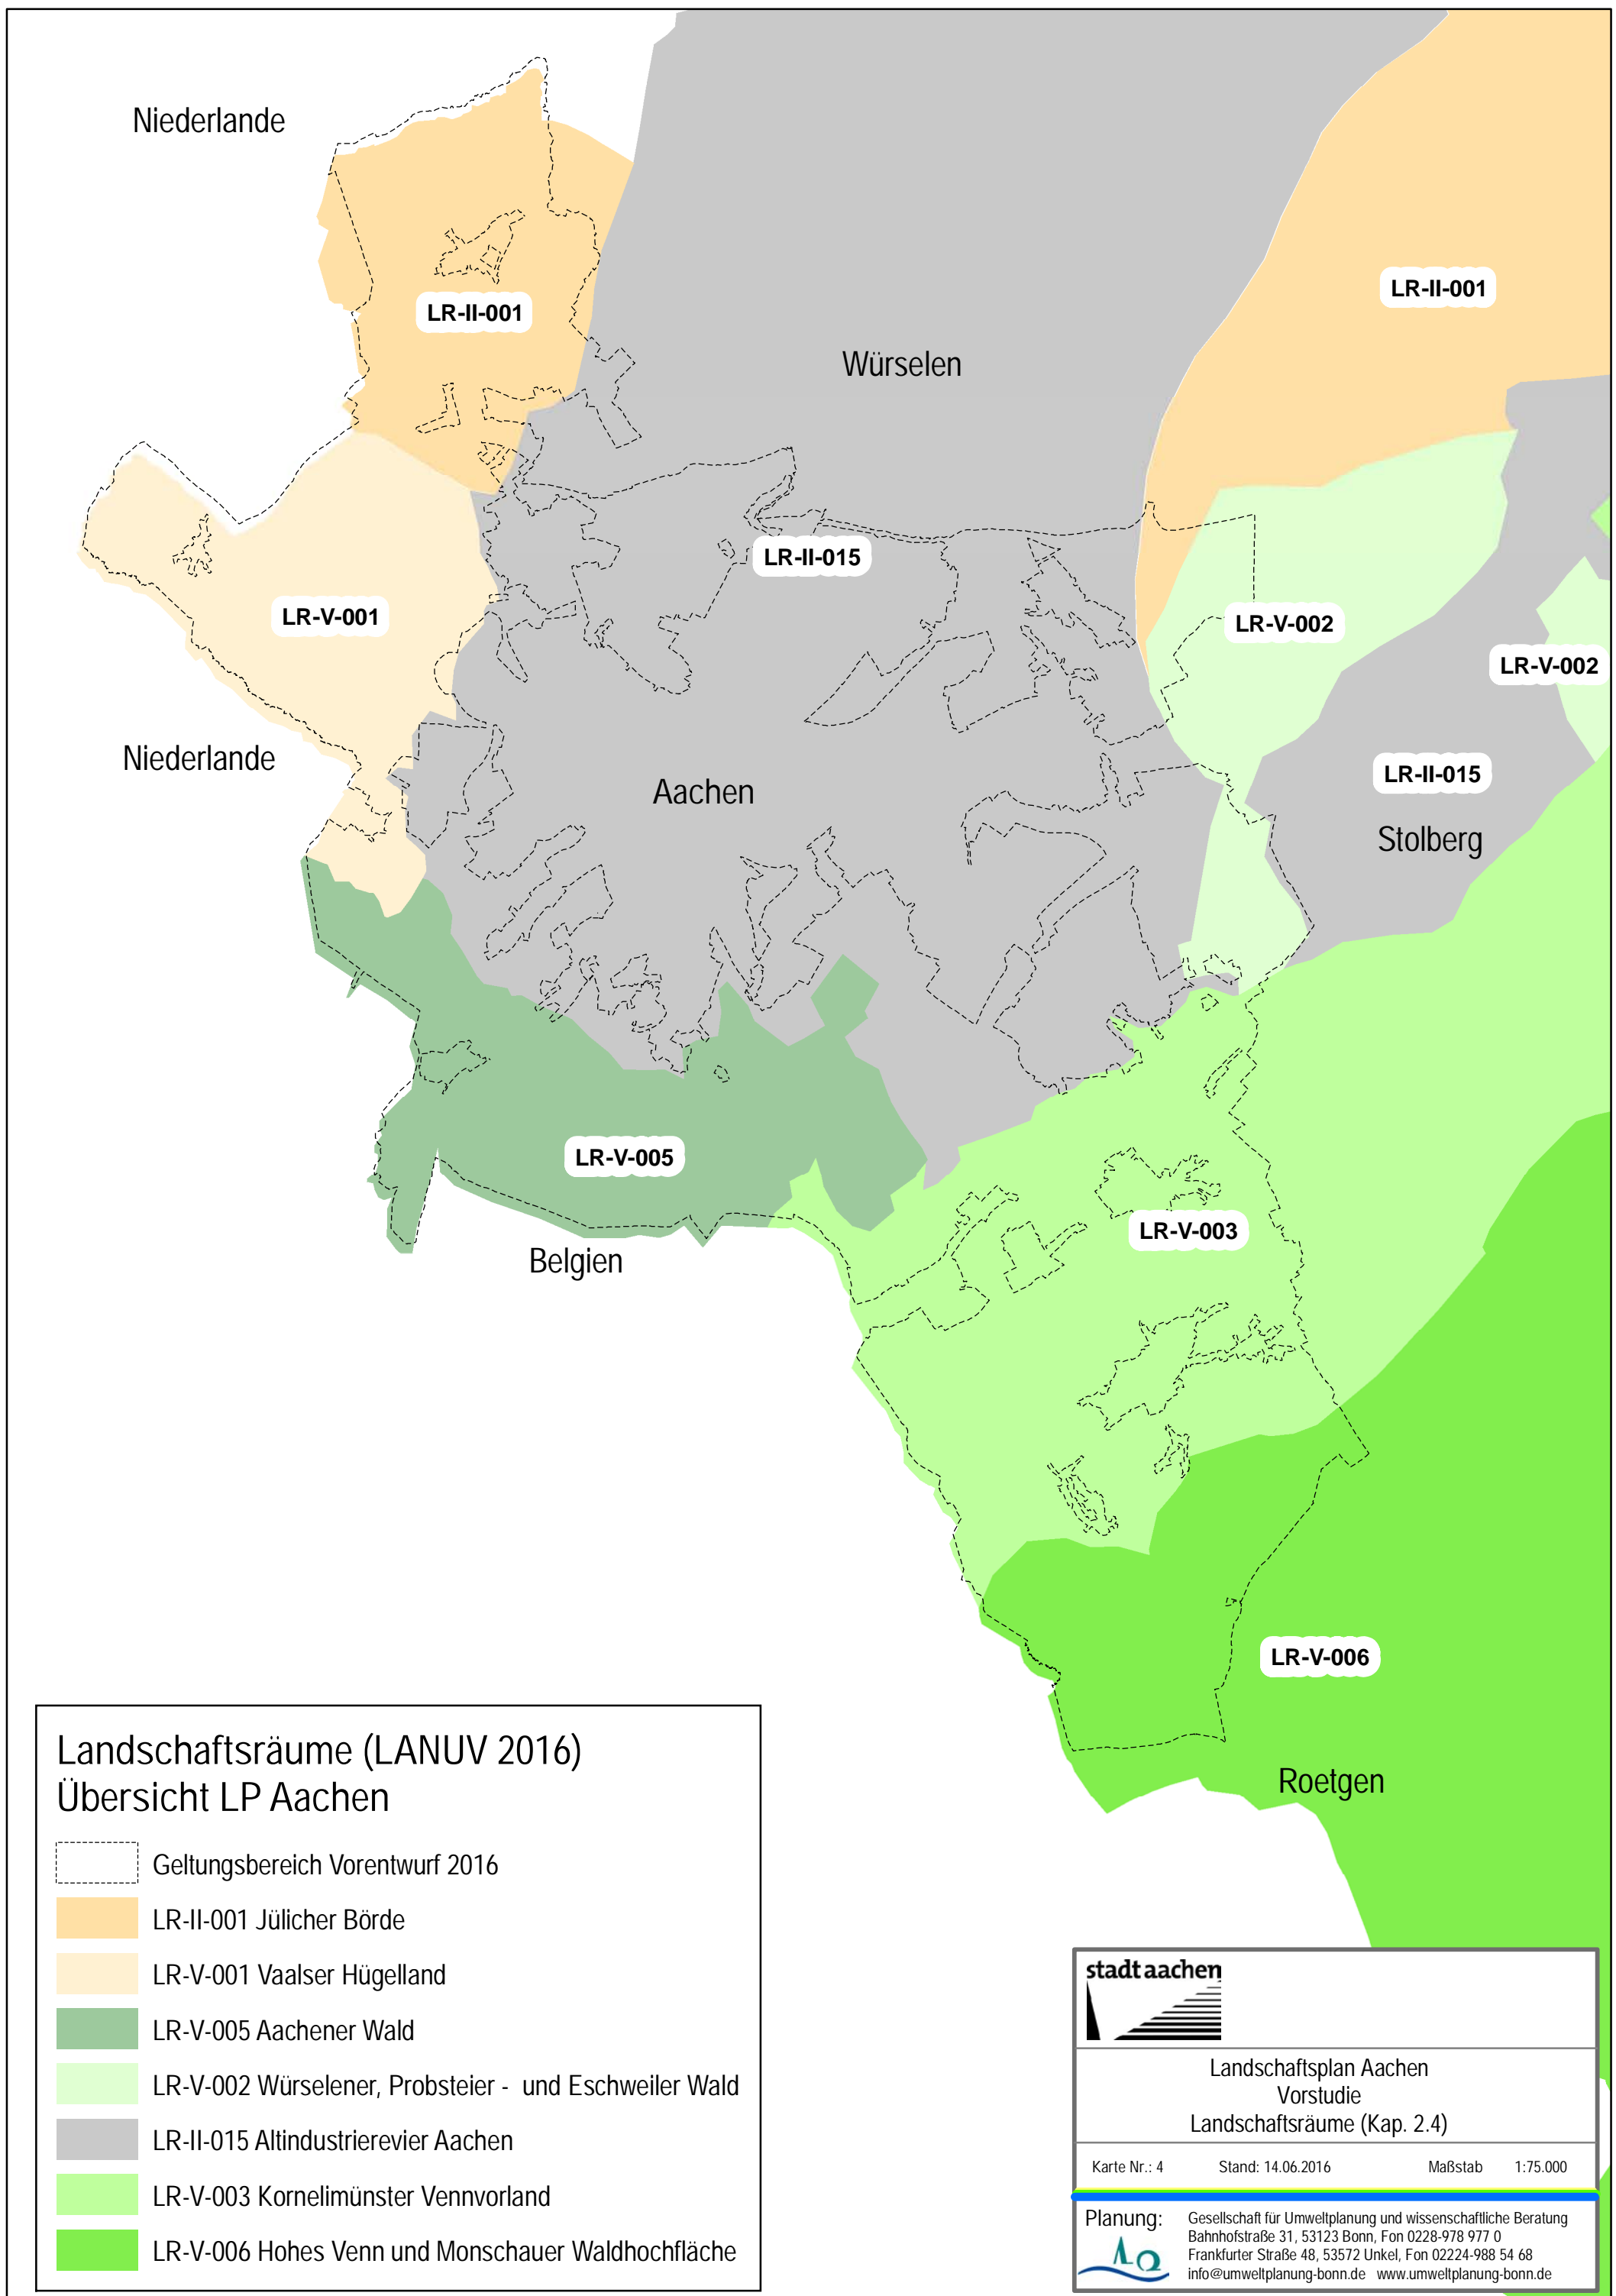 Niederlande
LR-II-001
LR-II-001
Würselen
LR-II-015
LR-V-001
LR-V-002
LR-V-002
Niederlande
Aachen
LR-II-015
Stolberg
LR-V-005
LR-V-003
Belgien
LR-V-006
Roetgen
Landschaftsräume (LANUV 2016)
Übersicht LP Aachen
Geltungsbereich Vorentwurf 2016
LR-II-001 Jülicher Börde
LR-V-001 Vaalser Hügelland
LR-V-005 Aachener Wald
LR-V-002 Würselener, Probsteier - und Eschweiler Wald
LR-II-015 Altindustrierevier Aachen
LR-V-003 Kornelimünster Vennvorland
LR-V-006 Hohes Venn und Monschauer Waldhochfläche
stadt aachen
Landschaftsplan Aachen
Vorstudie
Landschaftsräume (Kap. 2.4)
Karte Nr.: 4 Stand: 14.06.2016 Maßstab 1:75.000
Planung:
Gesellschaft für Umweltplanung und wissenschaftliche Beratung
Bahnhofstraße 31, 53123 Bonn, Fon 0228-978 977 0
Frankfurter Straße 48, 53572 Unkel, Fon 02224-988 54 68
info@umweltplanung-bonn.de www.umweltplanung-bonn.de